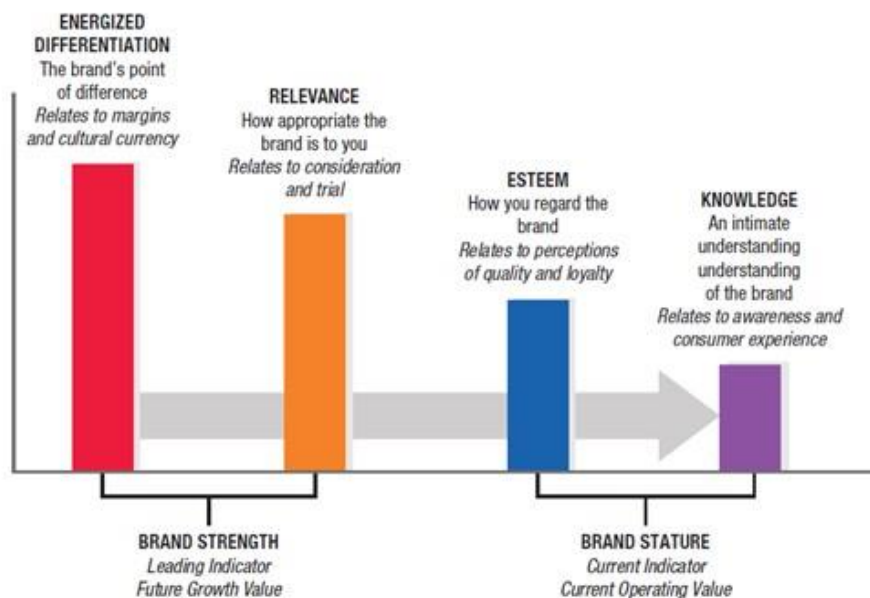 ENERGIZED
DIFFERENTIATION
The brand's point
of difference
Relates to margins
and cultural currency
RELEVANCE
How appropriate the
brand is to you
Relates to consideration
and trial
ESTEEM
How you regard the
brand
Relates to perceptions
of quality and loyalty
KNOWLEDGE
An intimate
understanding
understanding
of the brand
Relates to awareness and
consumer experience
BRAND STRENGTH
Leading Indicator
Future Growth Value
BRAND STATURE
Current Indicator
Current Operating Value